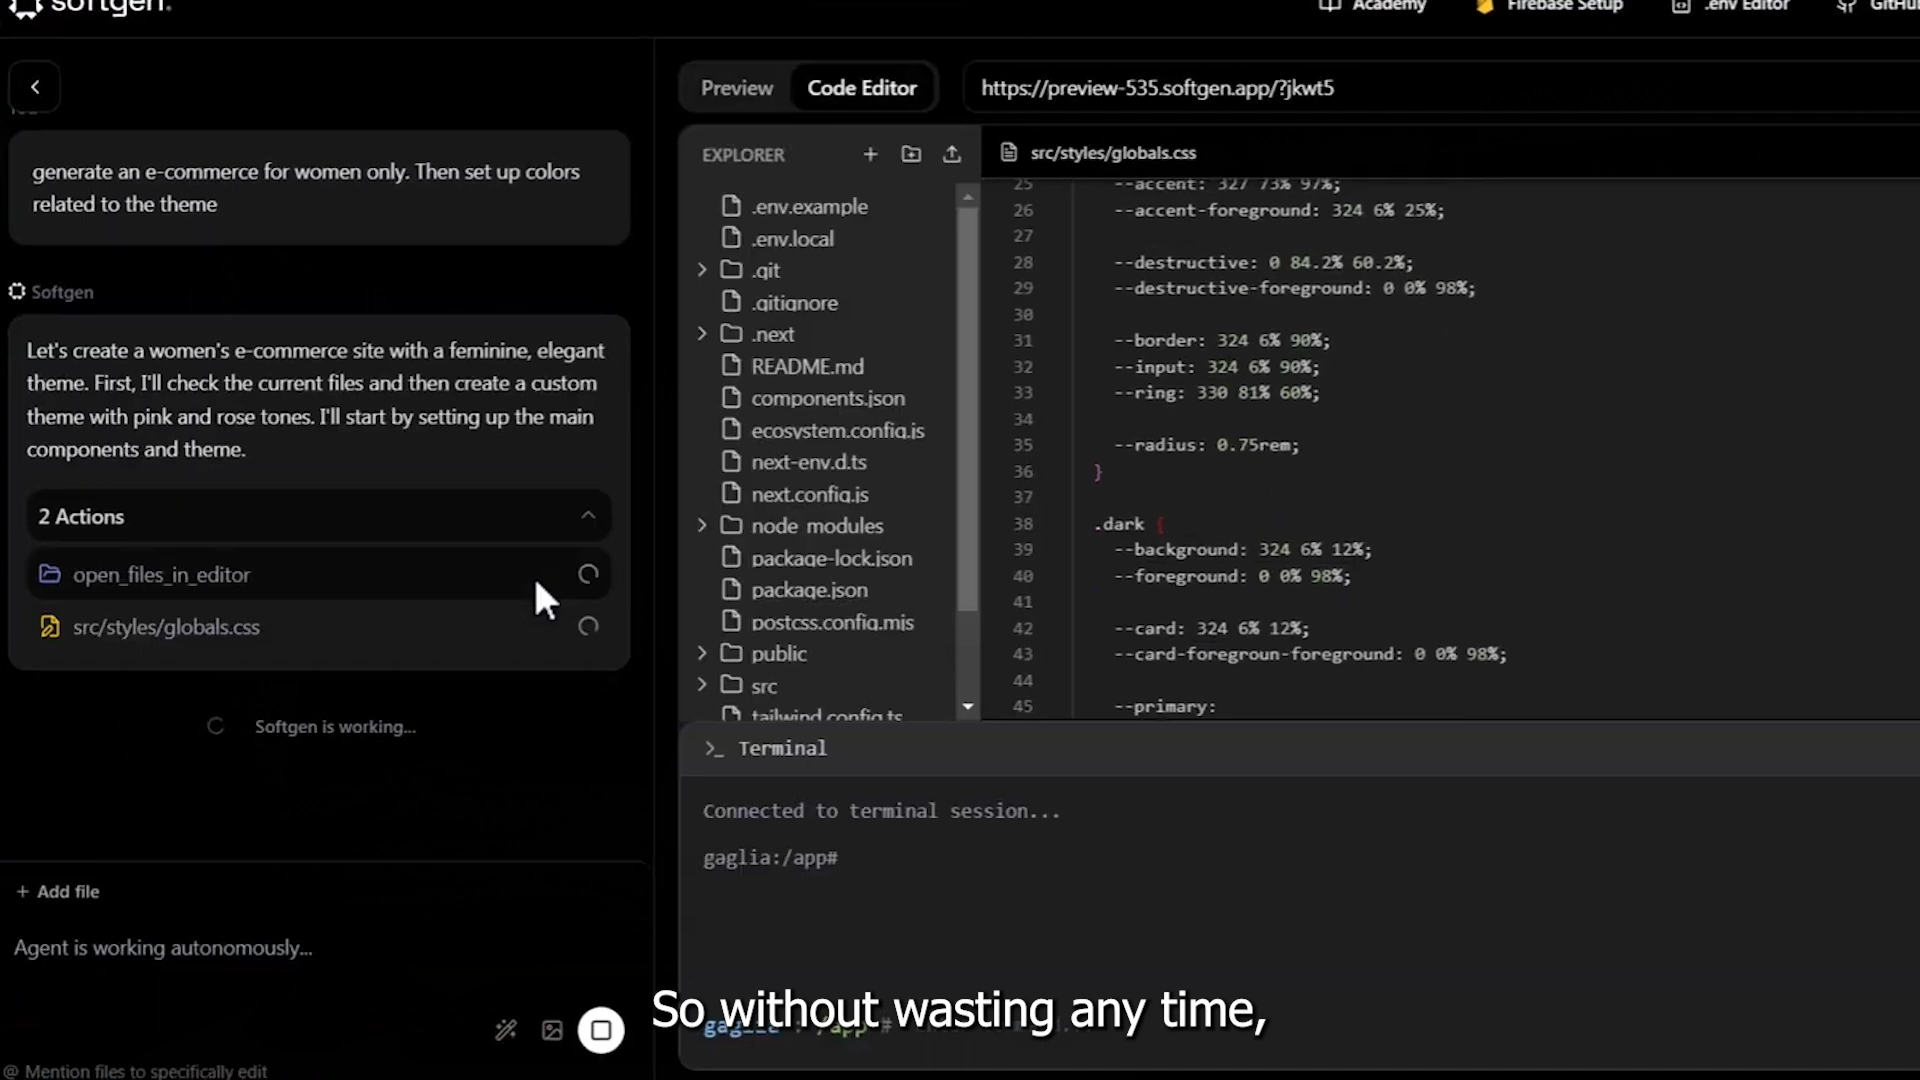 softgen.
Academy
Firebase Setup
.env Editor
GitHub
Preview
Code Editor
https://preview-535.softgen.app/?jkwt5
generate an e-commerce for women only. Then set up colors
related to the theme
Softgen
Let's create a women's e-commerce site with a feminine, elegant
theme. First, I'll check the current files and then create a custom
theme with pink and rose tones. I'll start by setting up the main
components and theme.
2 Actions
open_files_in_editor
src/styles/globals.css
Softgen is working...
+ Add file
Agent is working autonomously...
@ Mention files to specifically edit
EXPLORER
.env.example
.env.local
.git
.gitignore
.next
README.md
components.json
ecosystem.config.js
next-env.d.ts
next.config.js
node_modules
package-lock.json
package.json
postcss.config.mjs
public
src
tailwind.config.ts
src/styles/globals.css
25 --accent: 327 73% 97%;
26 --accent-foreground: 324 6% 25%;
27
28 --destructive: 0 84.2% 60.2%;
29 --destructive-foreground: 0 0% 98%;
30
31 --border: 324 6% 90%;
32 --input: 324 6% 90%;
33 --ring: 330 81% 60%;
34
35 --radius: 0.75rem;
36 }
37
38 .dark {
39 --background: 324 6% 12%;
40 --foreground: 0 0% 98%;
41
42 --card: 324 6% 12%;
43 --card-foregroun-foreground: 0 0% 98%;
44
45 --primary:
>_ Terminal
Connected to terminal session...
gaglia:/app#
So without wasting any time,